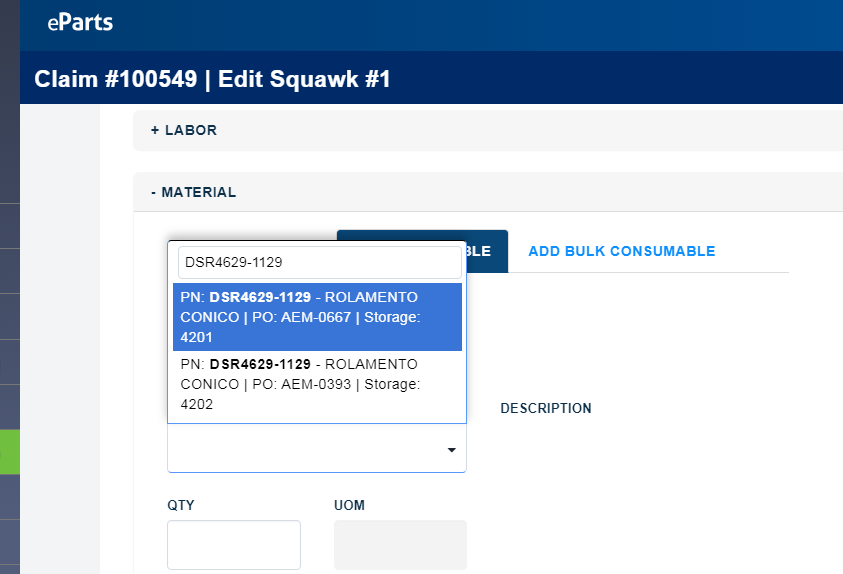 eParts
Claim #100549 | Edit Squawk #1
+ LABOR
- MATERIAL
BLE
ADD BULK CONSUMABLE
DSR4629-1129
PN: DSR4629-1129 - ROLAMENTO
CONICO | PO: AEM-0667 | Storage:
4201
PN: DSR4629-1129 - ROLAMENTO
CONICO | PO: AEM-0393 | Storage:
4202
DESCRIPTION
QTY
UOM